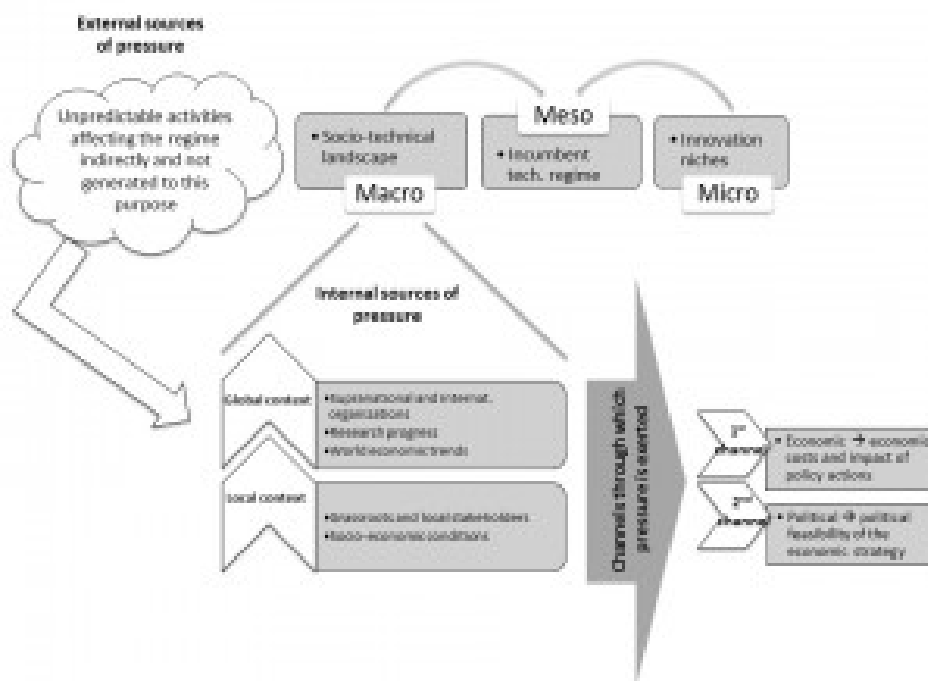 External sources
of pressure
Unpredictable activities
affecting the regime
indirectly and not
generated to this
purpose
• Socio-technical
landscape
Macro
Meso
• Incumbent
tech. regime
• Innovation
niches
Micro
Internal sources of
pressure
Global context
• Supranational and internat.
organizations
• Research progress
• World economic trends
Local context
• Grassroots and local stakeholders
• Socio-economic conditions
Channels through which
pressure is exerted
1st
channel
• Economic → economic
costs and impact of
policy actions
2nd
channel
• Political → political
feasibility of the
economic strategy